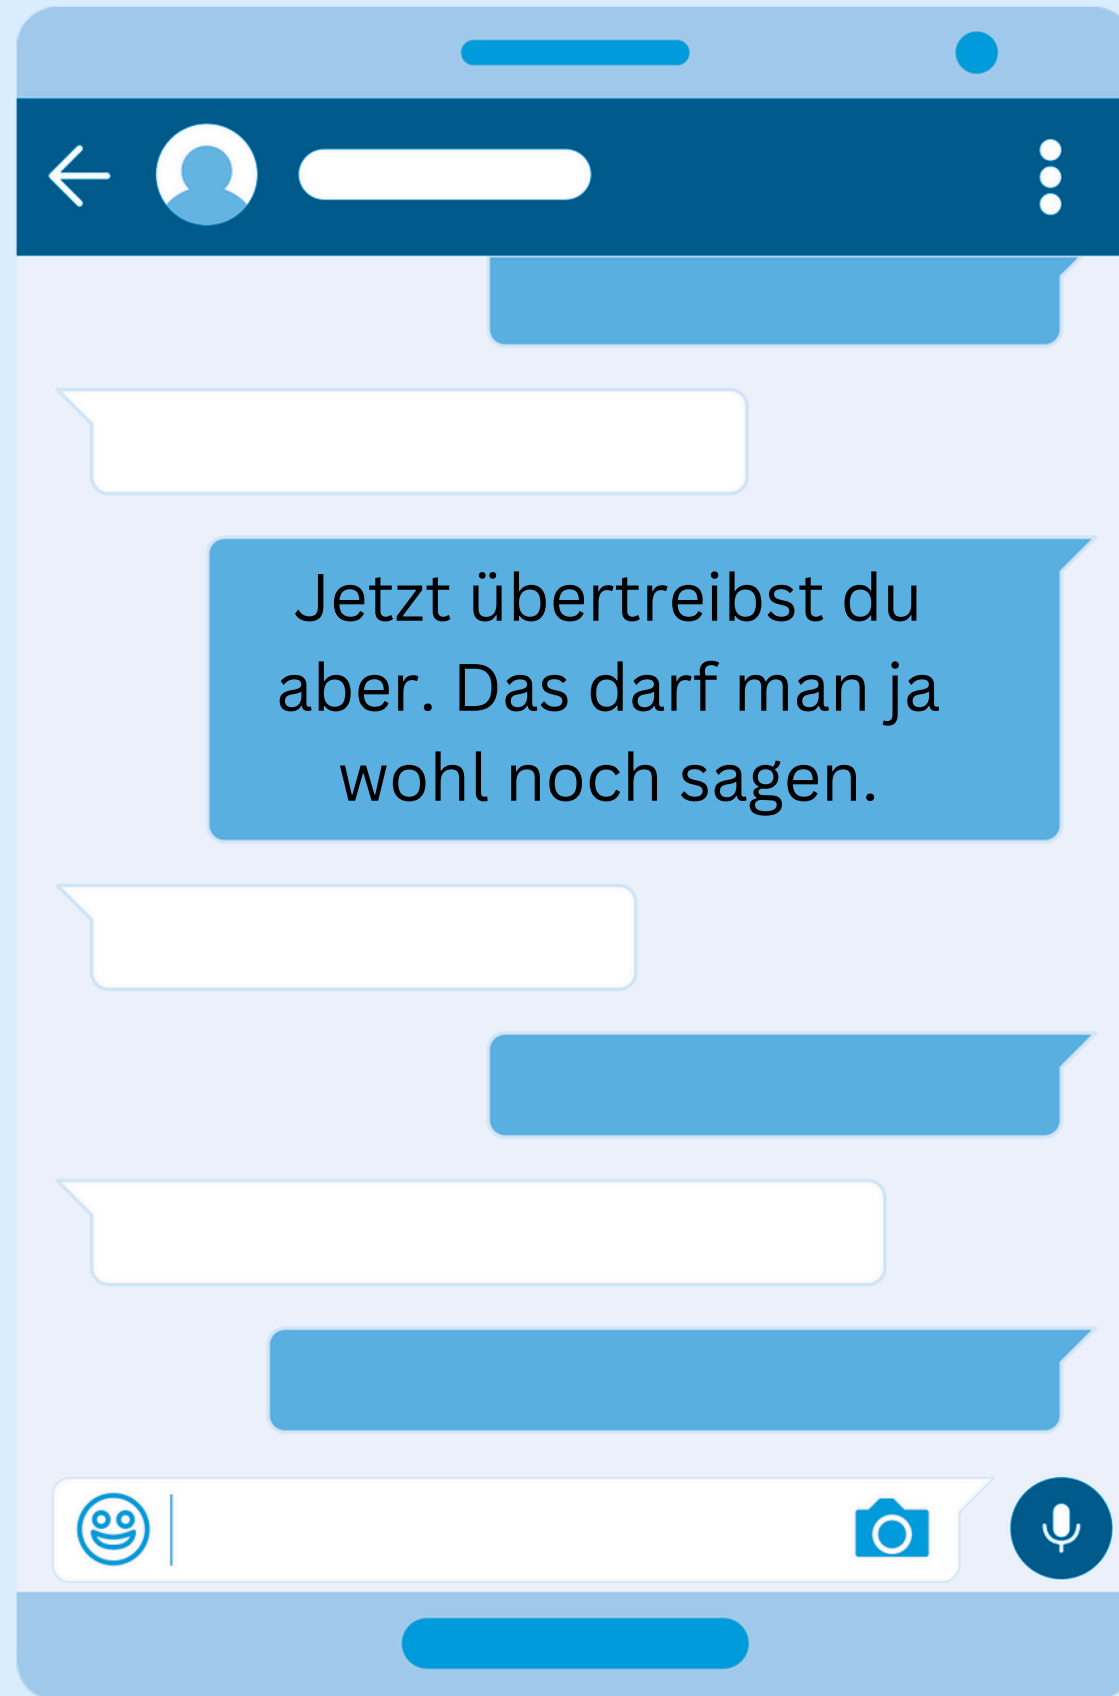 Jetzt übertreibst du
aber. Das darf man ja
wohl noch sagen.